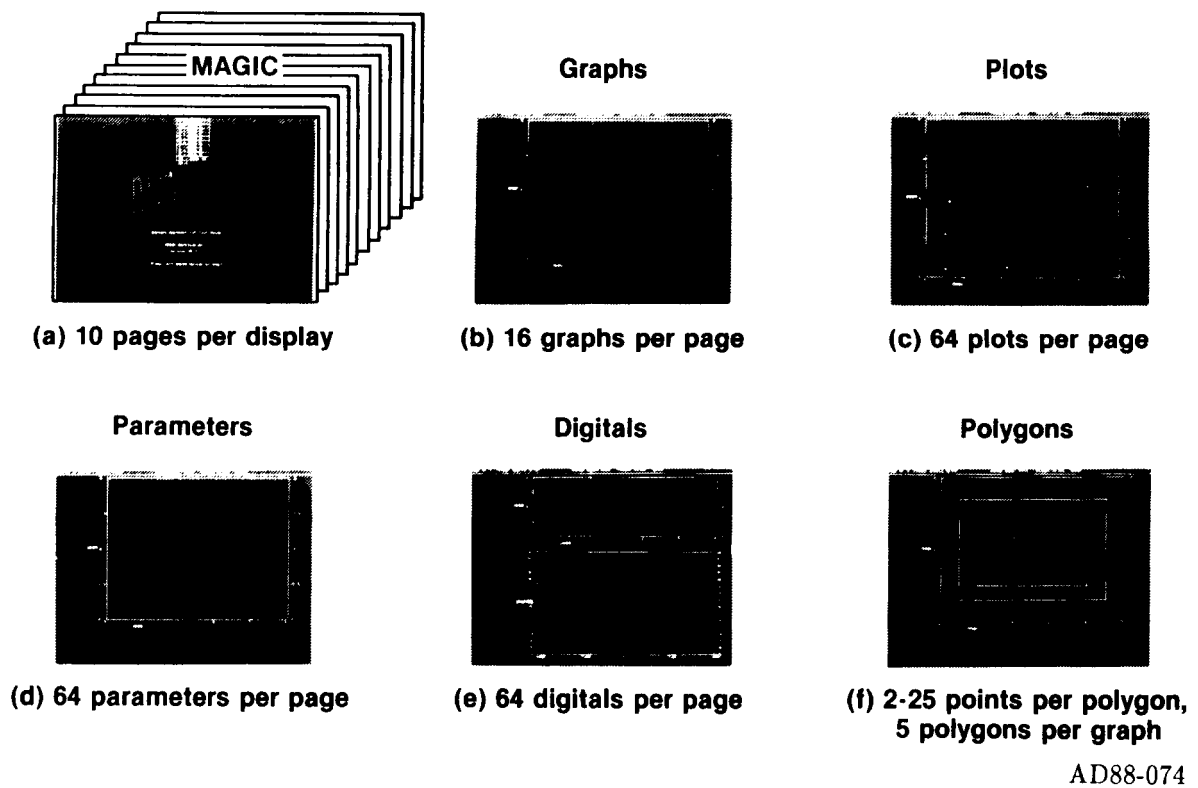 MAGIC
Graphs
Plots
(a) 10 pages per display
(b) 16 graphs per page
(c) 64 plots per page
Parameters
Digitals
Polygons
(d) 64 parameters per page
(e) 64 digitals per page
(f) 2-25 points per polygon,
5 polygons per graph
AD88-074